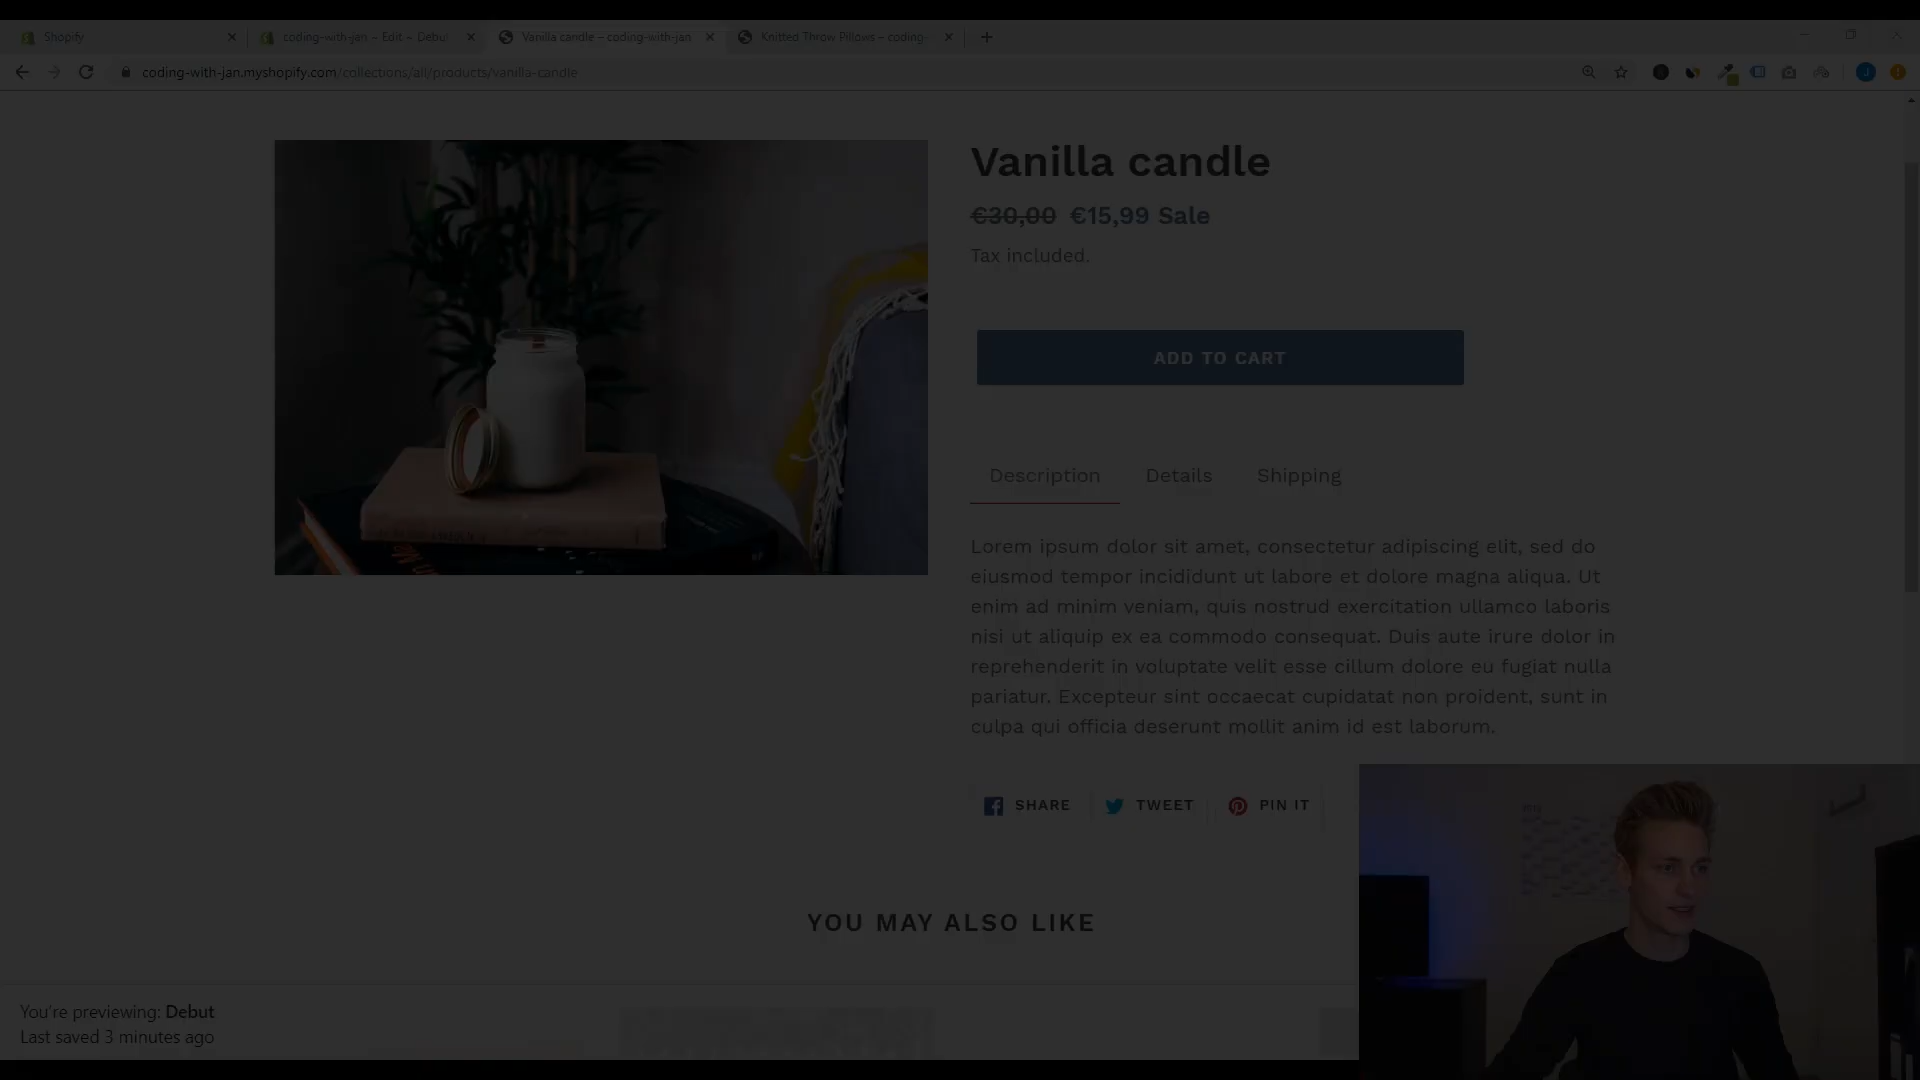 Shopify
coding-with-jan ~ Edit ~ Debut
Vanilla candle – coding-with-jan
Knitted Throw Pillows – coding-
coding-with-jan.myshopify.com/collections/all/products/vanilla-candle
Vanilla candle
€30,00 €15,99 Sale
Tax included.
ADD TO CART
Description Details Shipping
Lorem ipsum dolor sit amet, consectetur adipiscing elit, sed do
eiusmod tempor incididunt ut labore et dolore magna aliqua. Ut
enim ad minim veniam, quis nostrud exercitation ullamco laboris
nisi ut aliquip ex ea commodo consequat. Duis aute irure dolor in
reprehenderit in voluptate velit esse cillum dolore eu fugiat nulla
pariatur. Excepteur sint occaecat cupidatat non proident, sunt in
culpa qui officia deserunt mollit anim id est laborum.
SHARE TWEET PIN IT
YOU MAY ALSO LIKE
You're previewing: Debut
Last saved 3 minutes ago